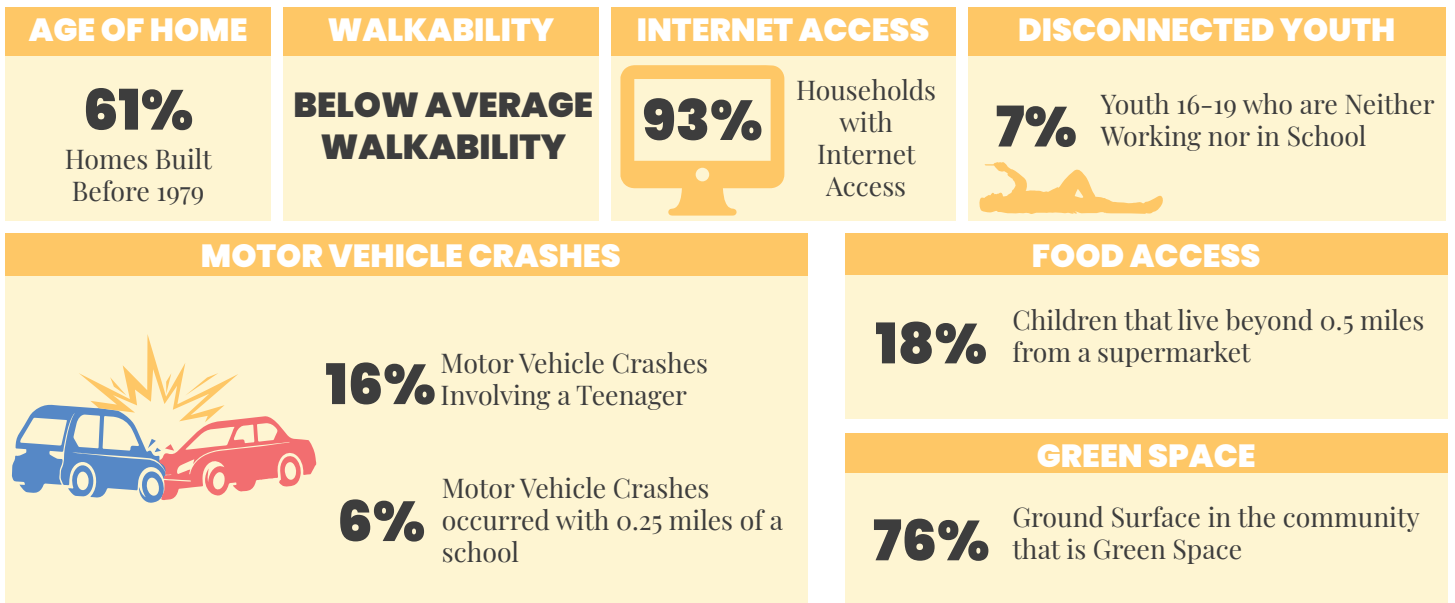 AGE OF HOME
61%
Homes Built
Before 1979
WALKABILITY
BELOW AVERAGE
WALKABILITY
INTERNET ACCESS
93%
Households
with
Internet
Access
DISCONNECTED YOUTH
7%
Youth 16-19 who are Neither
Working nor in School
MOTOR VEHICLE CRASHES
16%
Motor Vehicle Crashes
Involving a Teenager
6%
Motor Vehicle Crashes
occurred with 0.25 miles of a
school
FOOD ACCESS
18%
Children that live beyond 0.5 miles
from a supermarket
GREEN SPACE
76%
Ground Surface in the community
that is Green Space